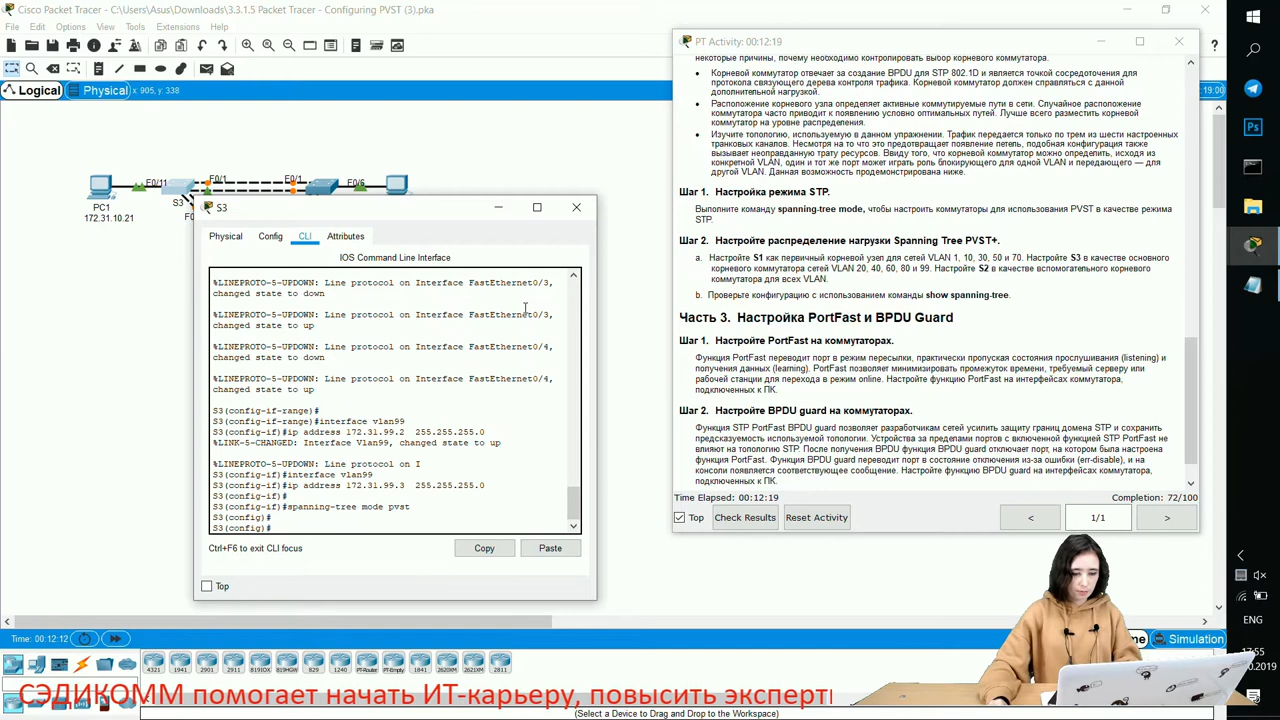 Cisco Packet Tracer - C:\Users\Asus\Downloads\3.3.1.5 Packet Tracer - Configuring PVST (3).pka
File Edit Options View Tools Extensions Help
Logical Physical x: 905, y: 338
PT Activity: 00:12:19
некоторые причины, почему необходимо контролировать выбор корневого коммутатора.
• Корневой коммутатор отвечает за создание BPDU для STP 802.1D и является точкой сосредоточения для
протокола связующего дерева контроля трафика. Корневой коммутатор должен справляться с данной
дополнительной нагрузкой.
• Расположение корневого узла определяет активные коммутируемые пути в сети. Случайное расположение
коммутатора часто приводит к появлению условно оптимальных путей. Лучше всего разместить корневой
коммутатор на уровне распределения.
• Изучите топологию, используемую в данном упражнении. Трафик передается только по трем из шести настроенных
транковых каналов. Несмотря на то что это предотвращает появление петель, подобная конфигурация также
вызывает неоправданную трату ресурсов. Ввиду того, что корневой коммутатор можно определить, исходя из
конкретной VLAN, один и тот же порт может играть роль блокирующего для одной VLAN и передающего — для
другой VLAN. Данная возможность продемонстрирована ниже.
Шаг 1. Настройка режима STP.
Выполните команду spanning-tree mode, чтобы настроить коммутаторы для использования PVST в качестве режима
STP.
Шаг 2. Настройте распределение нагрузки Spanning Tree PVST+.
a. Настройте S1 как первичный корневой узел для сетей VLAN 1, 10, 30, 50 и 70. Настройте S3 в качестве основного
корневого коммутатора сетей VLAN 20, 40, 60, 80 и 99. Настройте S2 в качестве вспомогательного корневого
коммутатора для всех VLAN.
b. Проверьте конфигурацию с использованием команды show spanning-tree.
Часть 3. Настройка PortFast и BPDU Guard
Шаг 1. Настройте PortFast на коммутаторах.
Функция PortFast переводит порт в режим пересылки, практически пропуская состояния прослушивания (listening) и
получения данных (learning). PortFast позволяет минимизировать промежуток времени, требуемый серверу или
рабочей станции для перехода в режим online. Настройте функцию PortFast на интерфейсах коммутатора,
подключенных к ПК.
Шаг 2. Настройте BPDU guard на коммутаторах.
Функция STP PortFast BPDU guard позволяет разработчикам сетей усилить защиту границ домена STP и сохранить
предсказуемость используемой топологии. Устройства за пределами портов с включенной функцией STP PortFast не
влияют на топологию STP. После получения BPDU функция BPDU guard отключает порт, на котором была настроена
функция PortFast. Функция BPDU guard переводит порт в состояние отключения из-за ошибки (err-disable), и на
консоли появляется соответствующее сообщение. Настройте функцию BPDU guard на интерфейсах коммутатора,
подключенных к ПК.
Time Elapsed: 00:12:19 Completion: 72/100
Top Check Results Reset Activity < 1/1 >
F0/11 F0/1 F0/1 F0/6
PC1 S3
172.31.10.21
S3
Physical Config CLI Attributes
IOS Command Line Interface
%LINEPROTO-5-UPDOWN: Line protocol on Interface FastEthernet0/3,
changed state to down
%LINEPROTO-5-UPDOWN: Line protocol on Interface FastEthernet0/3,
changed state to up
%LINEPROTO-5-UPDOWN: Line protocol on Interface FastEthernet0/4,
changed state to down
%LINEPROTO-5-UPDOWN: Line protocol on Interface FastEthernet0/4,
changed state to up
S3(config-if-range)#
S3(config-if-range)#interface vlan99
S3(config-if)#ip address 172.31.99.2 255.255.255.0
%LINK-5-CHANGED: Interface Vlan99, changed state to up
%LINEPROTO-5-UPDOWN: Line protocol on I
S3(config-if)#interface vlan99
S3(config-if)#ip address 172.31.99.3 255.255.255.0
S3(config-if)#
S3(config-if)#spanning-tree mode pvst
S3(config)#
S3(config)#
Ctrl+F6 to exit CLI focus Copy Paste
Top
Time: 00:12:12
Simulation
4321 1941 2901 2911 819IOX 819HGW 829 1240 PT-Router PT-Empty 1841 2620XM 2621XM 2811
(Select a Device to Drag and Drop to the Workspace)
СЭДИКОММ помогает начать ИТ-карьеру, повысить эксперти
ENG
17:55